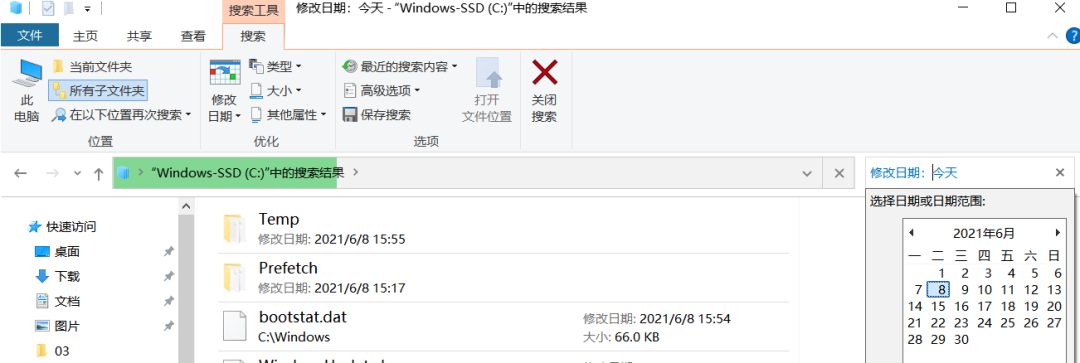 搜索工具
修改日期：今天 - "Windows-SSD (C:)"中的搜索结果
文件
主页
共享
查看
搜索
此
电脑
当前文件夹
所有子文件夹
在以下位置再次搜索
位置
修改
日期
类型
大小
其他属性
优化
最近的搜索内容
高级选项
保存搜索
选项
打开
文件位置
关闭
搜索
"Windows-SSD (C:)"中的搜索结果
修改日期：今天
选择日期或日期范围:
2021年6月
一 二 三 四 五 六 日
1 2 3 4 5 6
7 8 9 10 11 12 13
14 15 16 17 18 19 20
21 22 23 24 25 26 27
28 29 30
快速访问
桌面
下载
文档
图片
03
Temp
修改日期: 2021/6/8 15:55
Prefetch
修改日期: 2021/6/8 15:17
bootstat.dat
C:\Windows
修改日期: 2021/6/8 15:54
大小: 66.0 KB